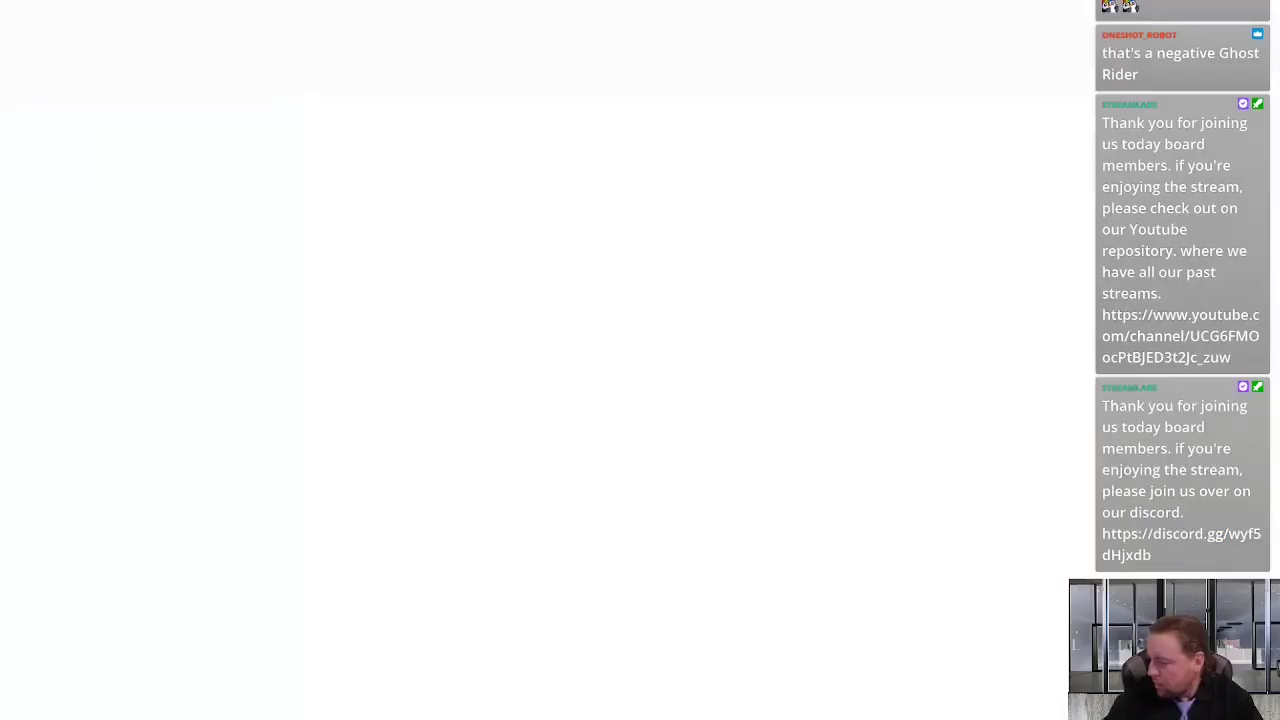 ONESHOT_ROBOT
that's a negative Ghost
Rider
STREAMLABS
Thank you for joining
us today board
members. if you're
enjoying the stream,
please check out on
our Youtube
repository. where we
have all our past
streams.
https://www.youtube.c
om/channel/UCG6FMO
ocPtBJED3t2Jc_zuw
STREAMLABS
Thank you for joining
us today board
members. if you're
enjoying the stream,
please join us over on
our discord.
https://discord.gg/wyf5
dHjxdb